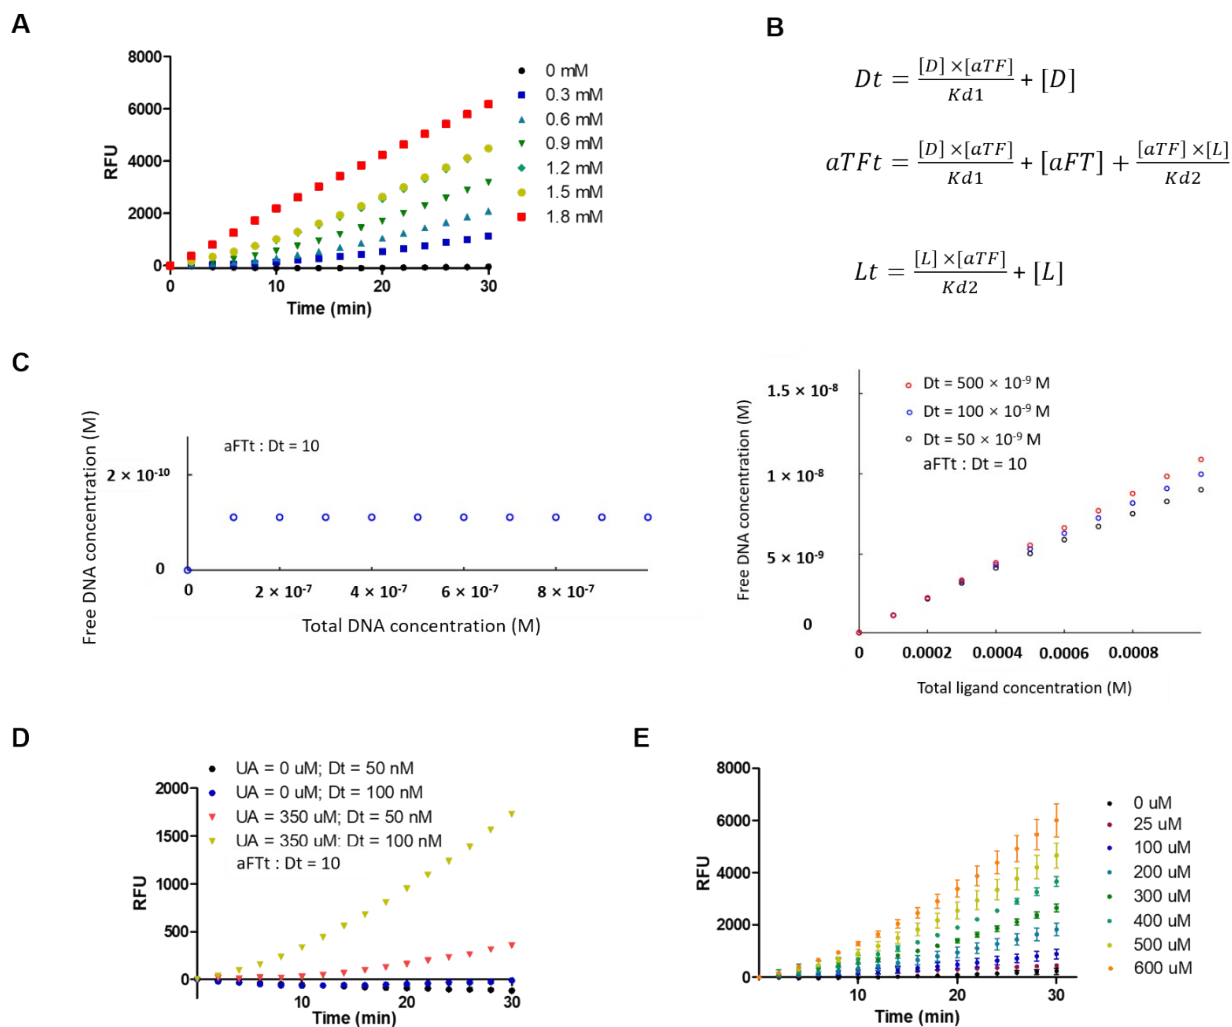 A
8000
6000
4000
2000
0
RFU
0
10
20
30
Time (min)
0 mM
0.3 mM
0.6 mM
0.9 mM
1.2 mM
1.5 mM
1.8 mM
B
Dt = [D] ×[aTF] / Kd1 + [D]
aTFt = [D] ×[aTF] / Kd1 + [aFT] + [aTF] ×[L] / Kd2
Lt = [L] ×[aTF] / Kd2 + [L]
C
Free DNA concentration (M)
aFTt : Dt = 10
2 × 10⁻¹⁰
0
0
2 × 10⁻⁷
4 × 10⁻⁷
6 × 10⁻⁷
8 × 10⁻⁷
Total DNA concentration (M)
Free DNA concentration (M)
1.5 × 10⁻⁸
1 × 10⁻⁸
5 × 10⁻⁹
0
Dt = 500 × 10⁻⁹ M
Dt = 100 × 10⁻⁹ M
Dt = 50 × 10⁻⁹ M
aFTt : Dt = 10
0
0.0002
0.0004
0.0006
0.0008
Total ligand concentration (M)
D
UA = 0 uM; Dt = 50 nM
UA = 0 uM; Dt = 100 nM
UA = 350 uM; Dt = 50 nM
UA = 350 uM: Dt = 100 nM
aFTt : Dt = 10
2000
1500
1000
500
0
RFU
10
20
30
Time (min)
E
8000
6000
4000
2000
0
RFU
10
20
30
Time (min)
0 uM
25 uM
100 uM
200 uM
300 uM
400 uM
500 uM
600 uM